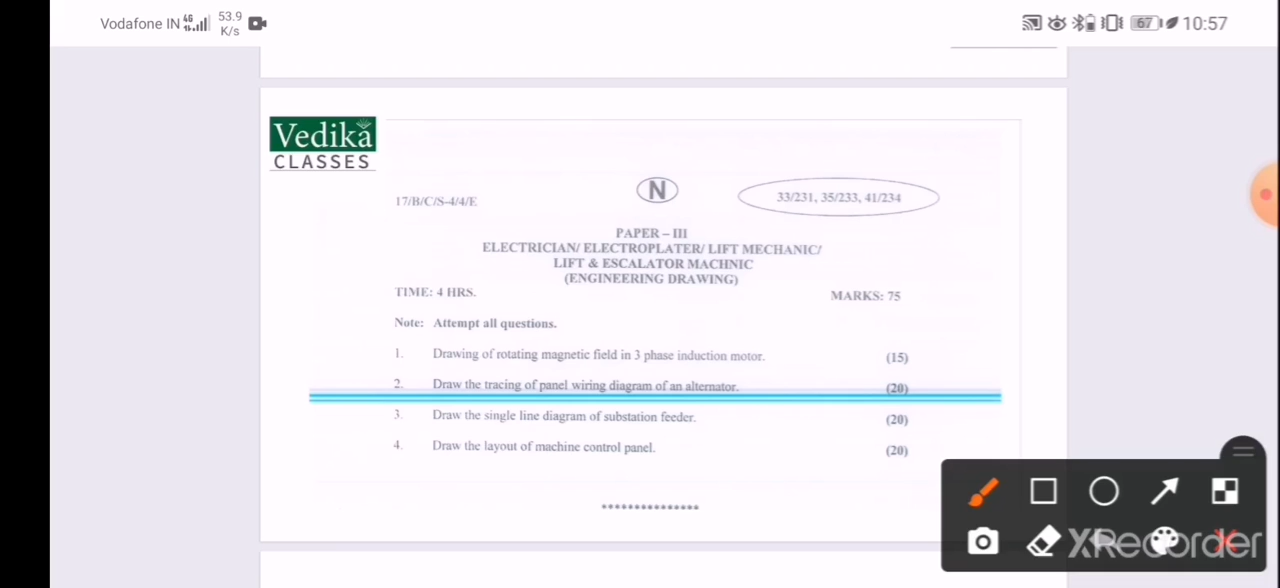 Vodafone IN 4G 53.9 K/s 67 10:57
Vedika
CLASSES
17/B/C/S-4/4/E
N
33/231, 35/233, 41/234
PAPER – III
ELECTRICIAN/ ELECTROPLATER/ LIFT MECHANIC/
LIFT & ESCALATOR MACHNIC
(ENGINEERING DRAWING)
TIME: 4 HRS.
MARKS: 75
Note: Attempt all questions.
1. Drawing of rotating magnetic field in 3 phase induction motor. (15)
2. Draw the tracing of panel wiring diagram of an alternator. (20)
3. Draw the single line diagram of substation feeder. (20)
4. Draw the layout of machine control panel. (20)
***************
XRecorder